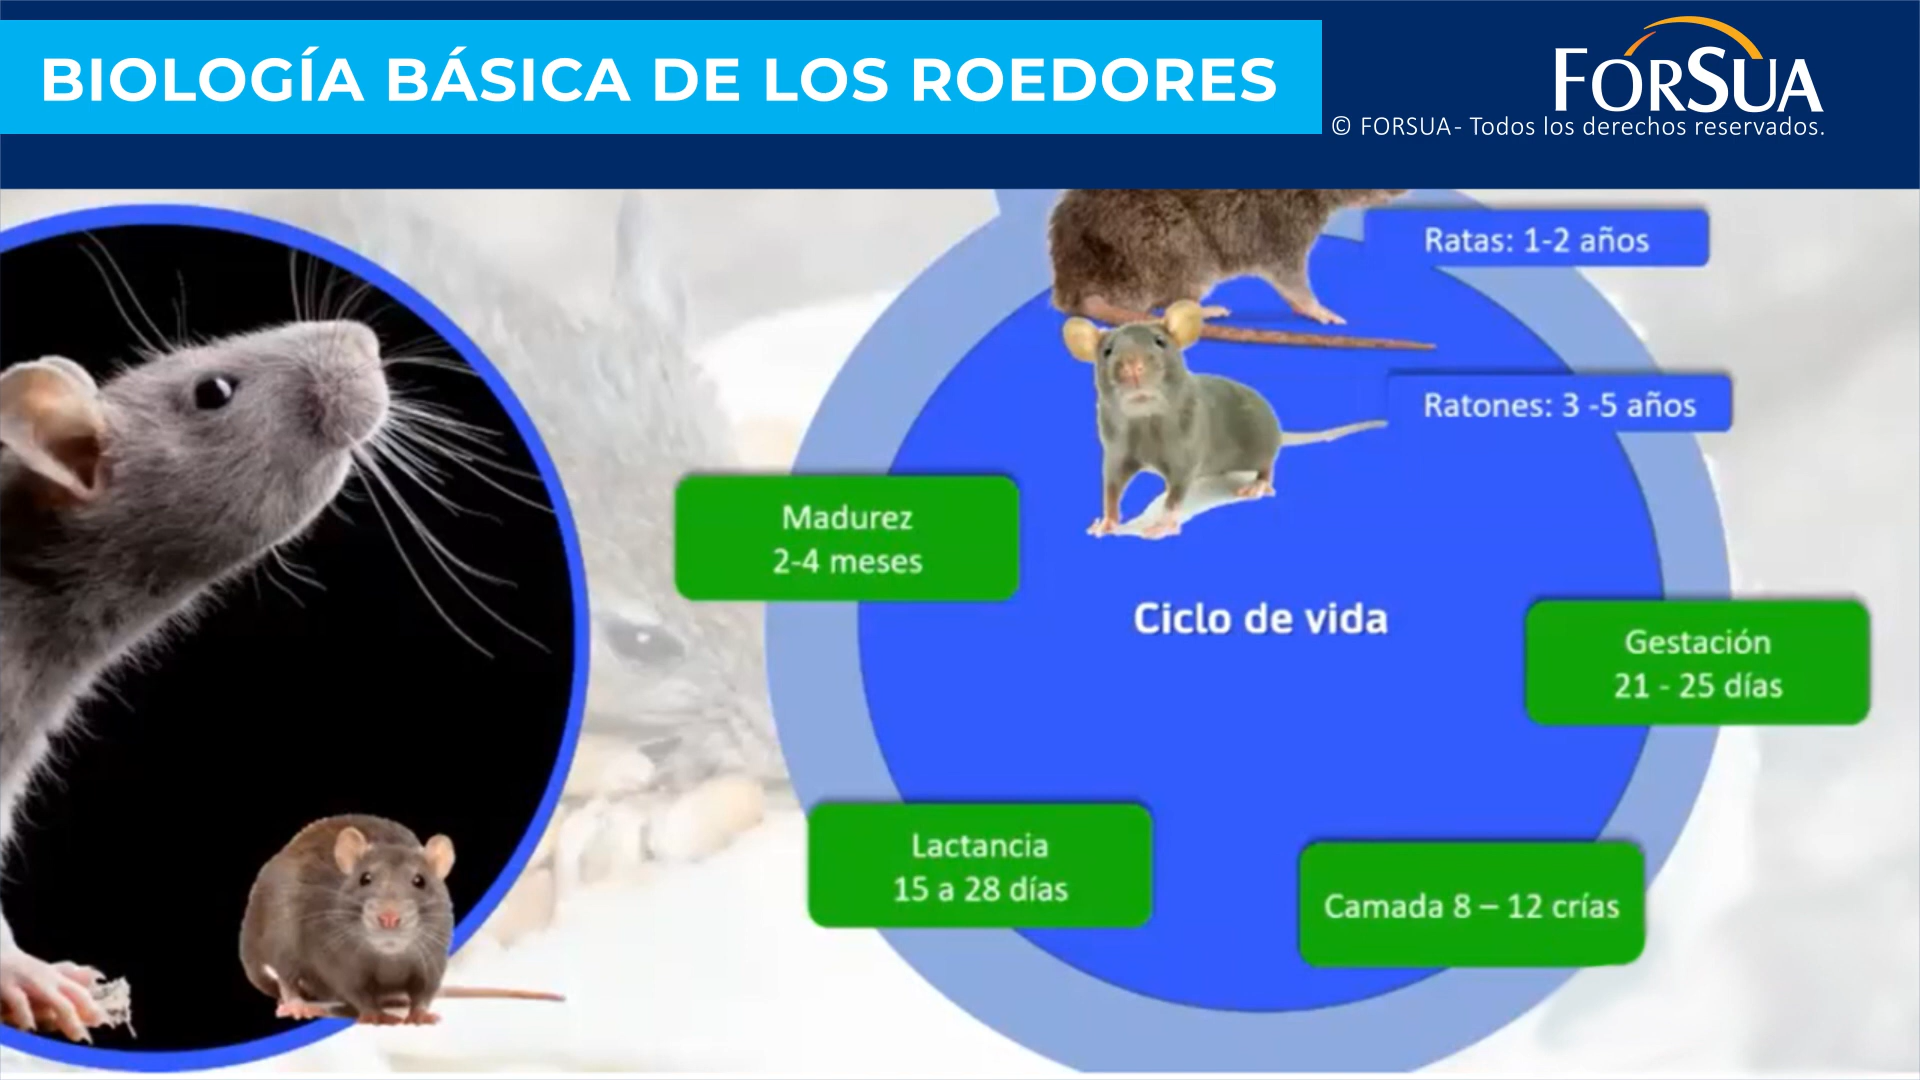 BIOLOGÍA BÁSICA DE LOS ROEDORES
FORSUA
© FORSUA- Todos los derechos reservados.
Ratas: 1-2 años
Ratones: 3 -5 años
Madurez
2-4 meses
Ciclo de vida
Gestación
21 - 25 días
Lactancia
15 a 28 días
Camada 8 – 12 crías